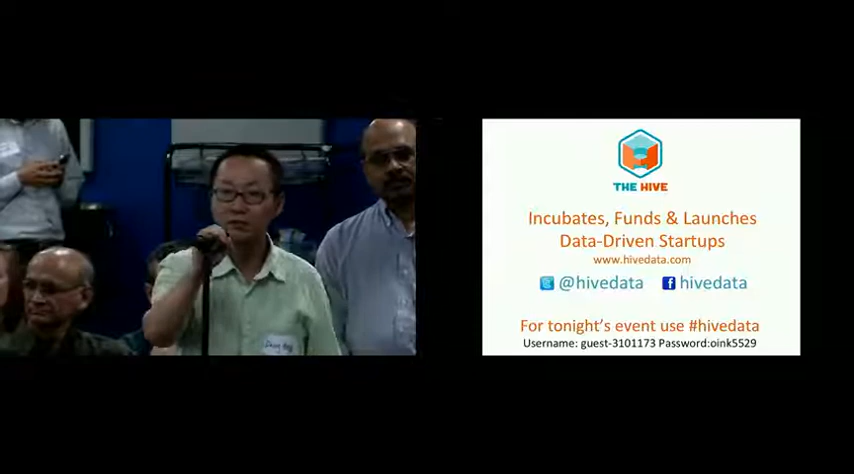 THE HIVE
Incubates, Funds & Launches
Data-Driven Startups
www.hivedata.com
@hivedata hivedata
For tonight's event use #hivedata
Username: guest-3101173 Password:oink5529